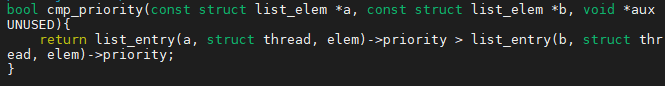 bool cmp_priority(const struct list_elem *a, const struct list_elem *b, void *aux
UNUSED){
    return list_entry(a, struct thread, elem)->priority > list_entry(b, struct thr
ead, elem)->priority;
}